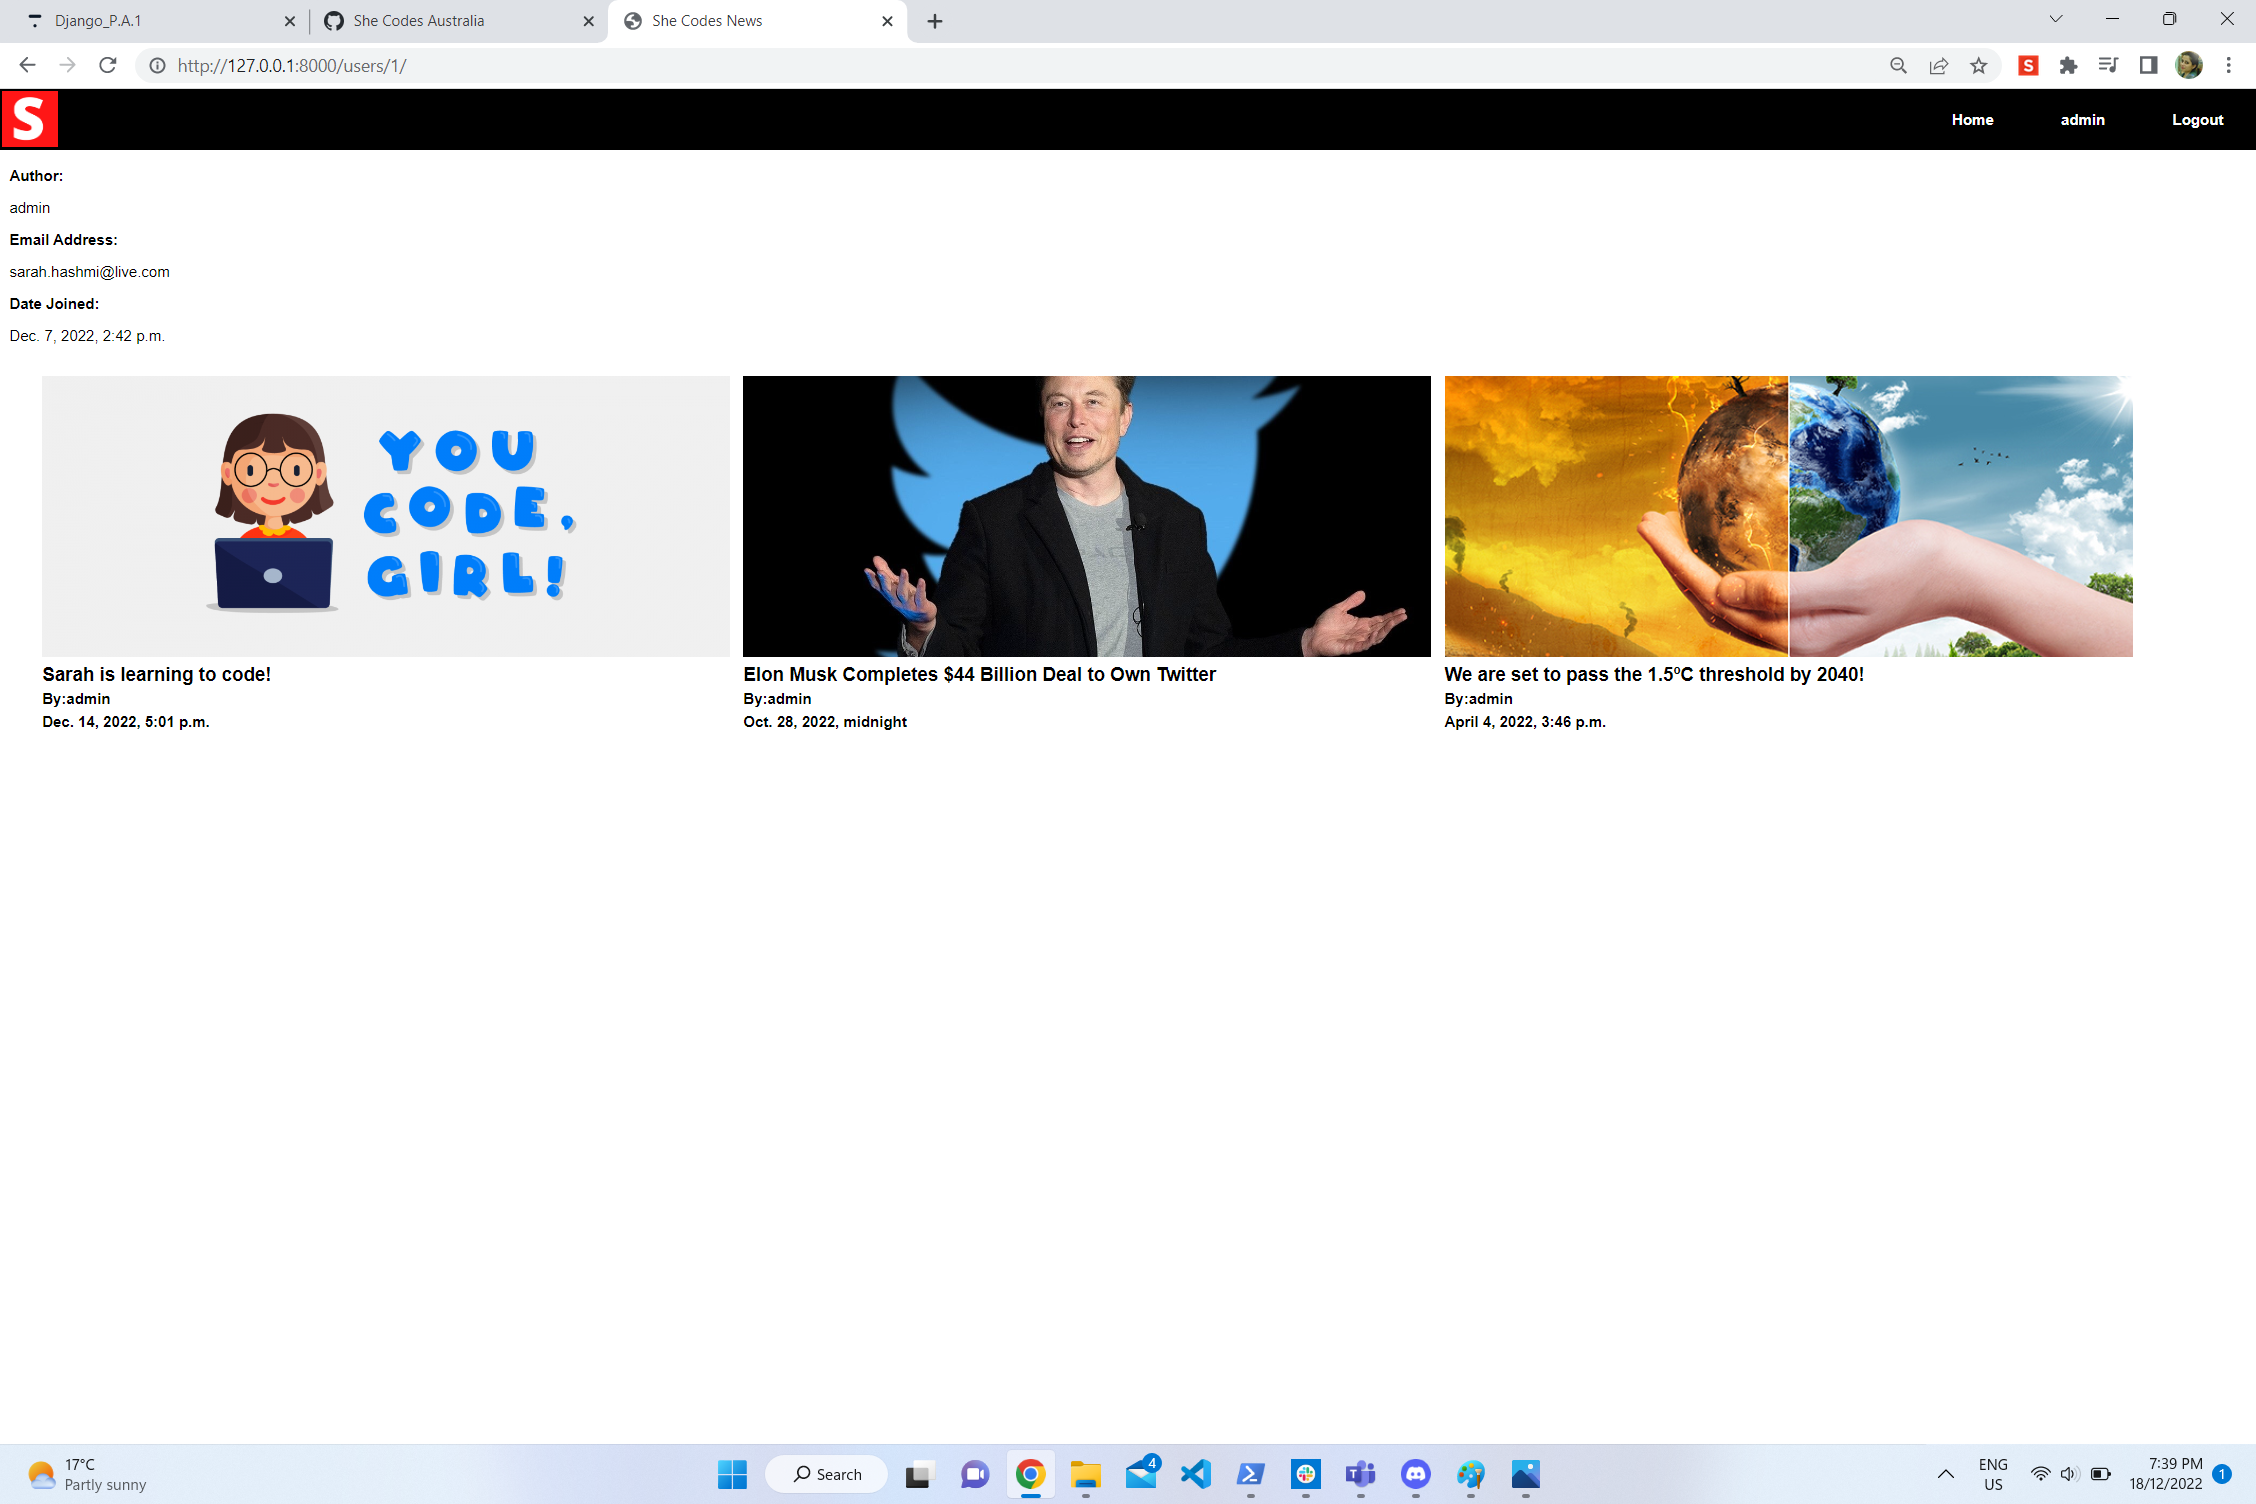 Django_P.A.1
She Codes Australia
She Codes News
http://127.0.0.1:8000/users/1/
S
S
Home
admin
Logout
Author:
admin
Email Address:
sarah.hashmi@live.com
Date Joined:
Dec. 7, 2022, 2:42 p.m.
YOU
CODE,
GIRL!
Sarah is learning to code!
By:admin
Dec. 14, 2022, 5:01 p.m.
Elon Musk Completes $44 Billion Deal to Own Twitter
By:admin
Oct. 28, 2022, midnight
We are set to pass the 1.5ºC threshold by 2040!
By:admin
April 4, 2022, 3:46 p.m.
17°C
Partly sunny
Search
4
ENG
US
7:39 PM
18/12/2022
1